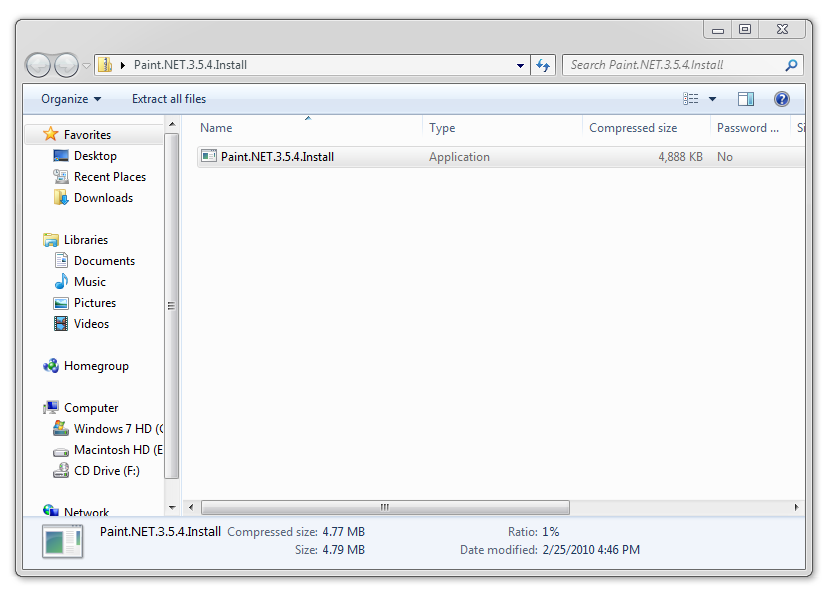 Paint.NET.3.5.4.Install
Search Paint.NET.3.5.4.Install
Organize Extract all files
Name Type Compressed size Password ... Si
Paint.NET.3.5.4.Install Application 4,888 KB No
Favorites
Desktop
Recent Places
Downloads
Libraries
Documents
Music
Pictures
Videos
Homegroup
Computer
Windows 7 HD (C
Macintosh HD (E
CD Drive (F:)
Network
Paint.NET.3.5.4.Install Compressed size: 4.77 MB Ratio: 1%
Size: 4.79 MB Date modified: 2/25/2010 4:46 PM